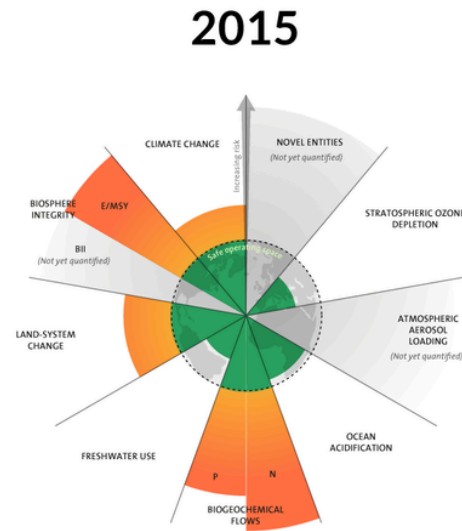 2015
CLIMATE CHANGE
Increasing risk
NOVEL ENTITIES
(Not yet quantified)
STRATOSPHERIC OZONE
DEPLETION
ATMOSPHERIC
AEROSOL
LOADING
(Not yet quantified)
OCEAN
ACIDIFICATION
N
P
BIOGEOCHEMICAL
FLOWS
FRESHWATER USE
LAND-SYSTEM
CHANGE
BIOSPHERE
INTEGRITY
E/MSY
BII
(Not yet quantified)
Safe operating space